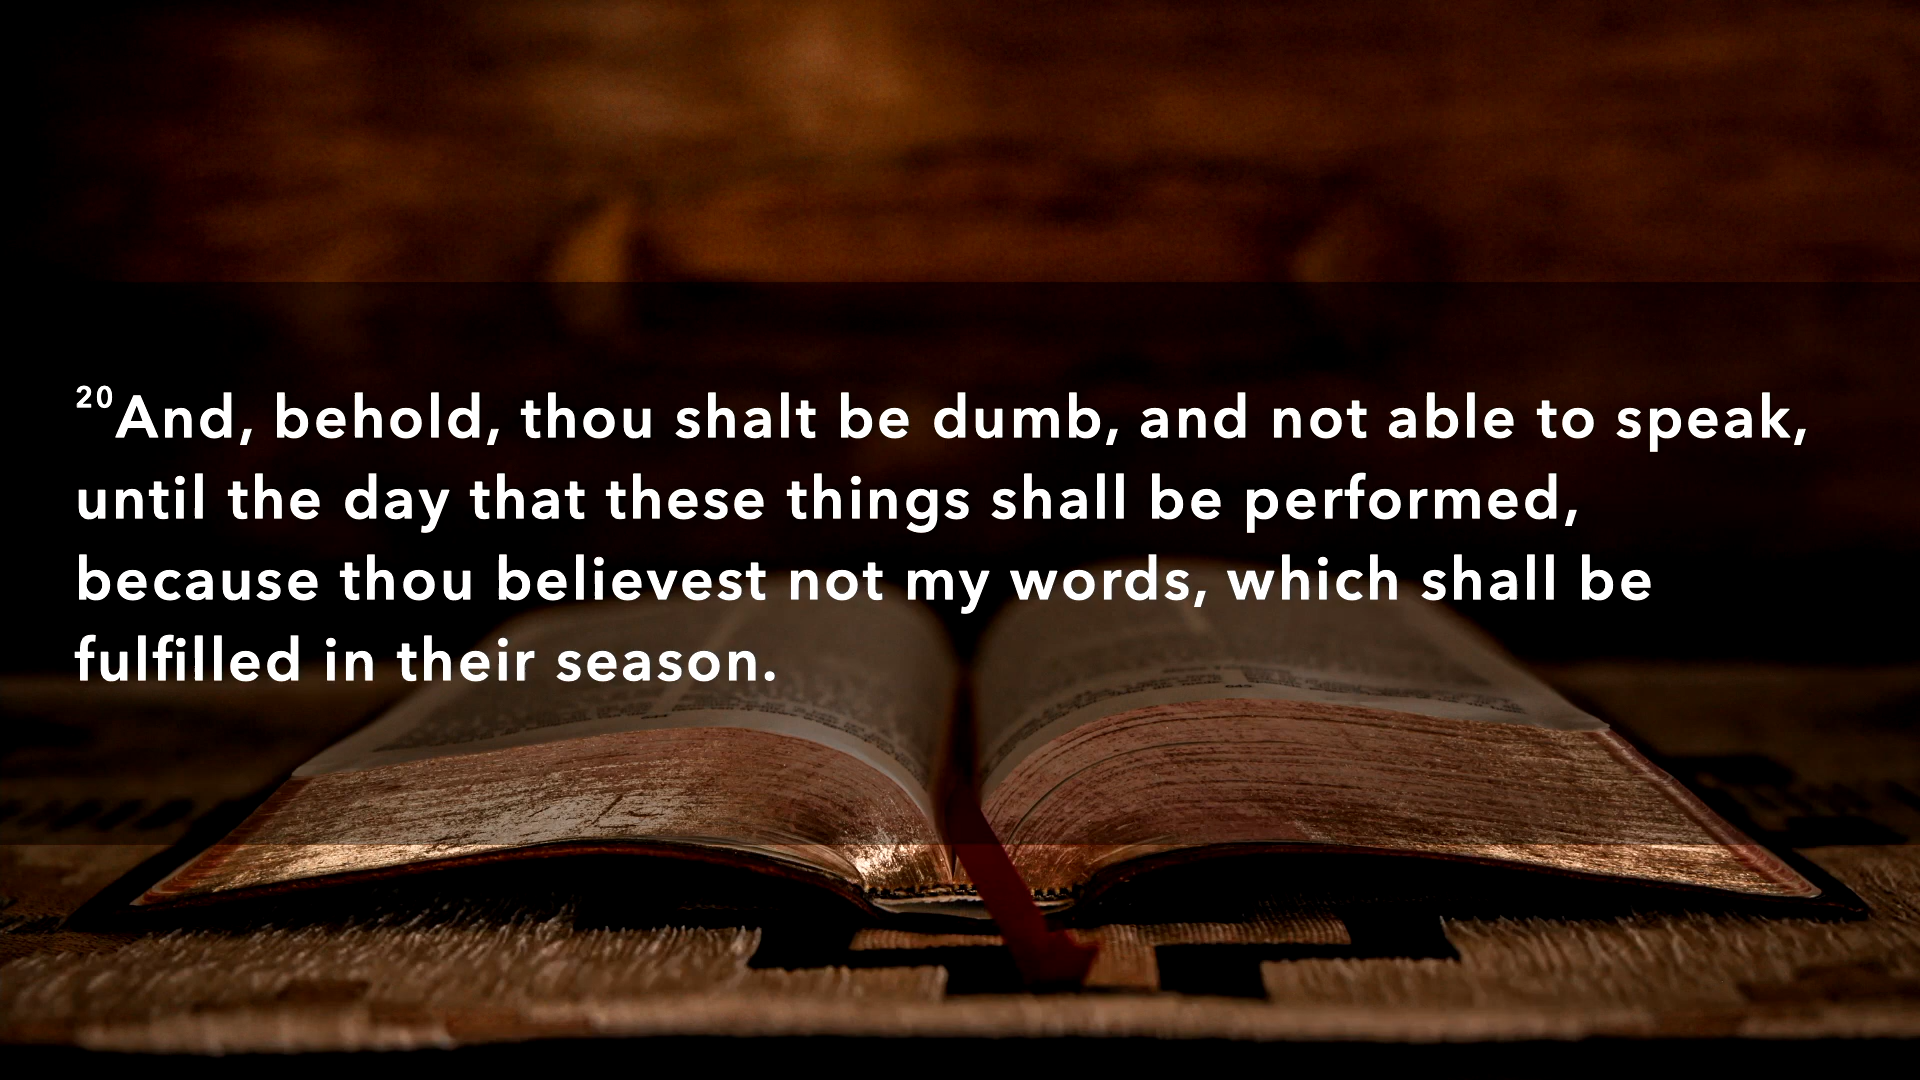 20And, behold, thou shalt be dumb, and not able to speak,
until the day that these things shall be performed,
because thou believest not my words, which shall be
fulfilled in their season.